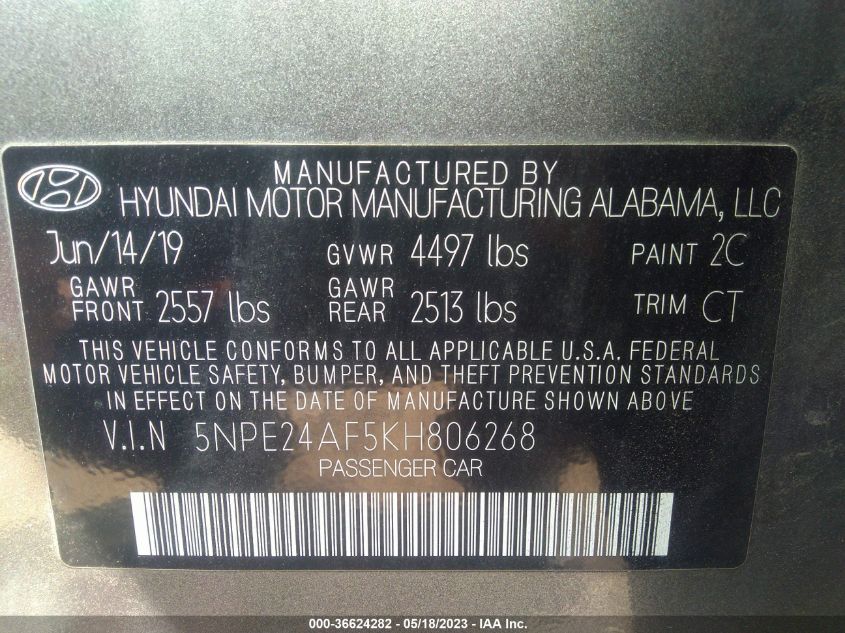 MANUFACTURED BY
HYUNDAI MOTOR MANUFACTURING ALABAMA, LLC
Jun/14/19 GVWR 4497 lbs PAINT 2C
GAWR FRONT 2557 lbs GAWR REAR 2513 lbs TRIM CT
THIS VEHICLE CONFORMS TO ALL APPLICABLE U.S.A. FEDERAL
MOTOR VEHICLE SAFETY, BUMPER, AND THEFT PREVENTION STANDARDS
IN EFFECT ON THE DATE OF MANUFACTURE SHOWN ABOVE
V.I.N 5NPE24AF5KH806268
PASSENGER CAR
000-36624282 - 05/18/2023 - IAA Inc.